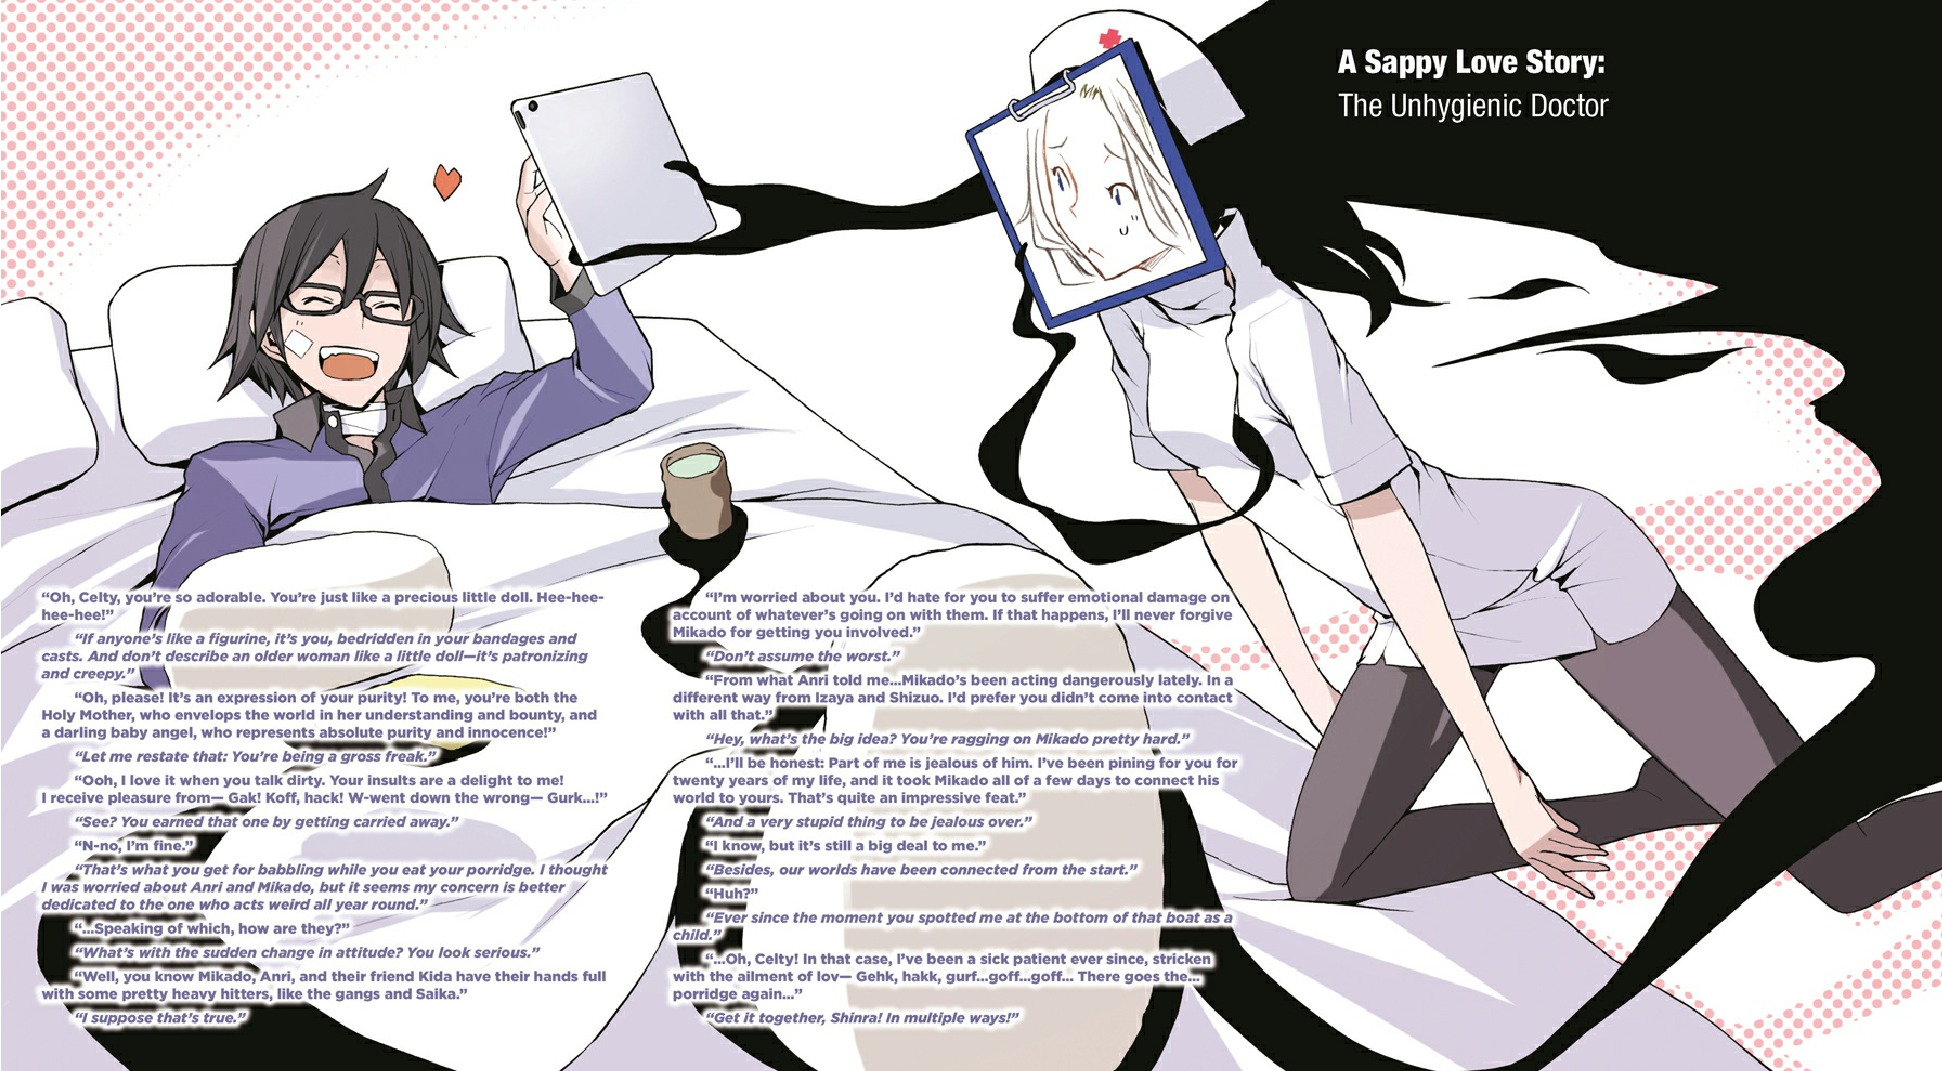 A Sappy Love Story:
The Unhygienic Doctor
“Oh, Celty, you’re so adorable. You’re just like a precious little doll. Hee-hee-
hee-hee!”
“If anyone’s like a figurine, it’s you, bedridden in your bandages and
casts. And don’t describe an older woman like a little doll—it’s patronizing
and creepy.”
“Oh, please! It’s an expression of your purity! To me, you’re both the
Holy Mother, who envelops the world in her understanding and bounty, and
a darling baby angel, who represents absolute purity and innocence!”
“Let me restate that: You’re being a gross freak.”
“Ooh, I love it when you talk dirty. Your insults are a delight to me!
I receive pleasure from— Gak! Koff, hack! W-went down the wrong— Gurk...!”
“See? You earned that one by getting carried away.”
“N-no, I’m fine.”
“That’s what you get for babbling while you eat your porridge. I thought
I was worried about Anri and Mikado, but it seems my concern is better
dedicated to the one who acts weird all year round.”
“...Speaking of which, how are they?”
“What’s with the sudden change in attitude? You look serious.”
“Well, you know Mikado, Anri, and their friend Kida have their hands full
with some pretty heavy hitters, like the gangs and Saika.”
“I suppose that’s true.”
“I’m worried about you. I’d hate for you to suffer emotional damage on
account of whatever’s going on with them. If that happens, I’ll never forgive
Mikado for getting you involved.”
“Don’t assume the worst.”
“From what Anri told me...Mikado’s been acting dangerously lately. In a
different way from Izaya and Shizuo. I’d prefer you didn’t come into contact
with all that.”
“Hey, what’s the big idea? You’re ragging on Mikado pretty hard.”
“...I’ll be honest: Part of me is jealous of him. I’ve been pining for you for
twenty years of my life, and it took Mikado all of a few days to connect his
world to yours. That’s quite an impressive feat.”
“And a very stupid thing to be jealous over.”
“I know, but it’s still a big deal to me.”
“Besides, our worlds have been connected from the start.”
“Huh?”
“Ever since the moment you spotted me at the bottom of that boat as a
child.”
“...Oh, Celty! In that case, I’ve been a sick patient ever since, stricken
with the ailment of lov— Gehk, hakk, gurf...goff...goff... There goes the...
porridge again...”
“Get it together, Shinra! In multiple ways!”